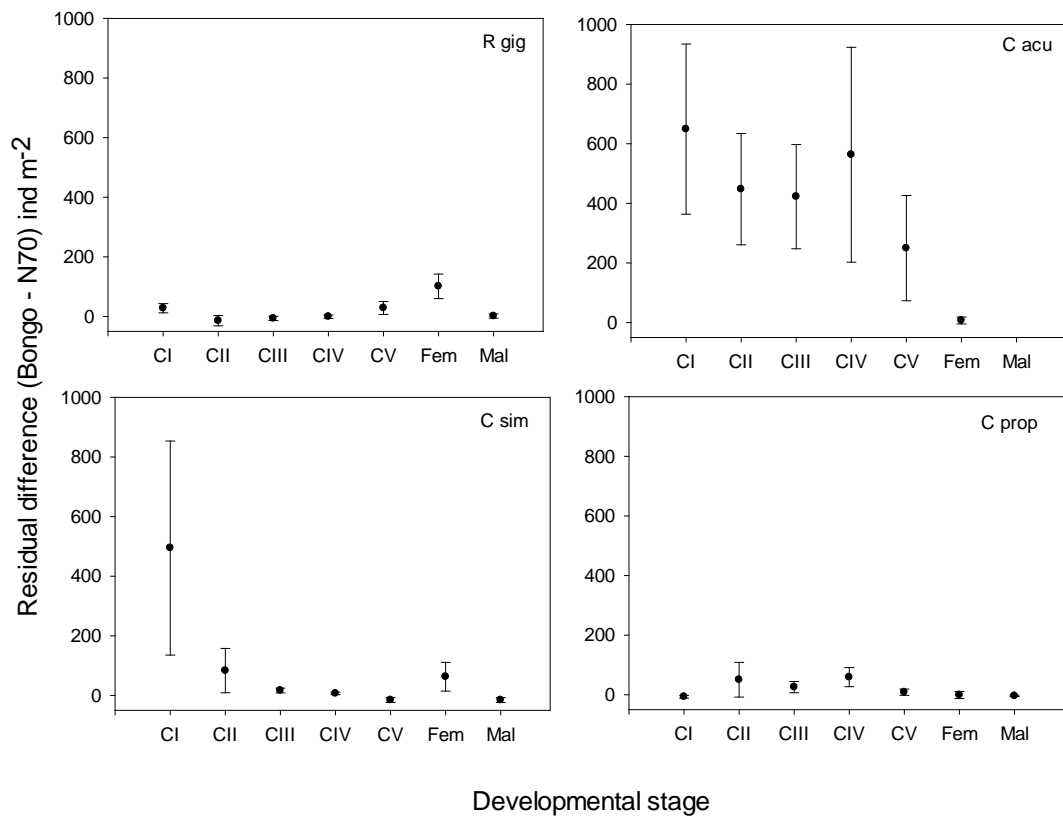 Residual difference (Bongo - N70) ind m-2
R gig
1000
800
600
400
200
0
CI CII CIII CIV CV Fem Mal
C acu
1000
800
600
400
200
0
CI CII CIII CIV CV Fem Mal
C sim
1000
800
600
400
200
0
CI CII CIII CIV CV Fem Mal
C prop
1000
800
600
400
200
0
CI CII CIII CIV CV Fem Mal
Developmental stage